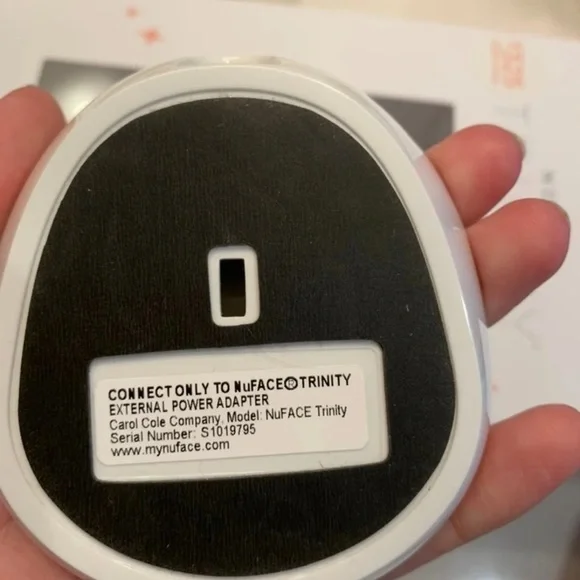 CONNECT ONLY TO NuFACE®TRINITY
EXTERNAL POWER ADAPTER
Carol Cole Company, Model: NuFACE Trinity
Serial Number: S1019795
www.mynuface.com